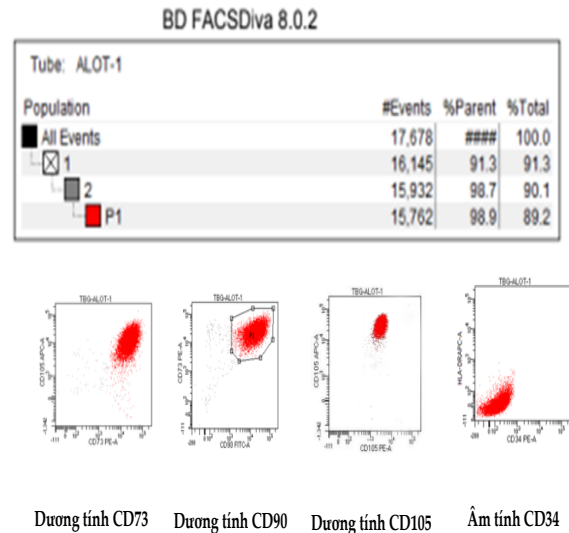 BD FACSDiva 8.0.2
Tube: ALOT-1
Population #Events %Parent %Total
All Events 17,678 #### 100.0
1 16,145 91.3 91.3
2 15,932 98.7 90.1
P1 15,762 98.9 89.2
TBG-ALOT-1 TBG-ALOT-1 TBG-ALOT-1 TBG-ALOT-1
CD105 APC-A CD73 PE-A CD105 APC-A HLA-DRAPC-A
CD73 PE-A CD90 FITC-A CD105 PE-A CD34 PE-A
Dương tính CD73 Dương tính CD90 Dương tính CD105 Âm tính CD34